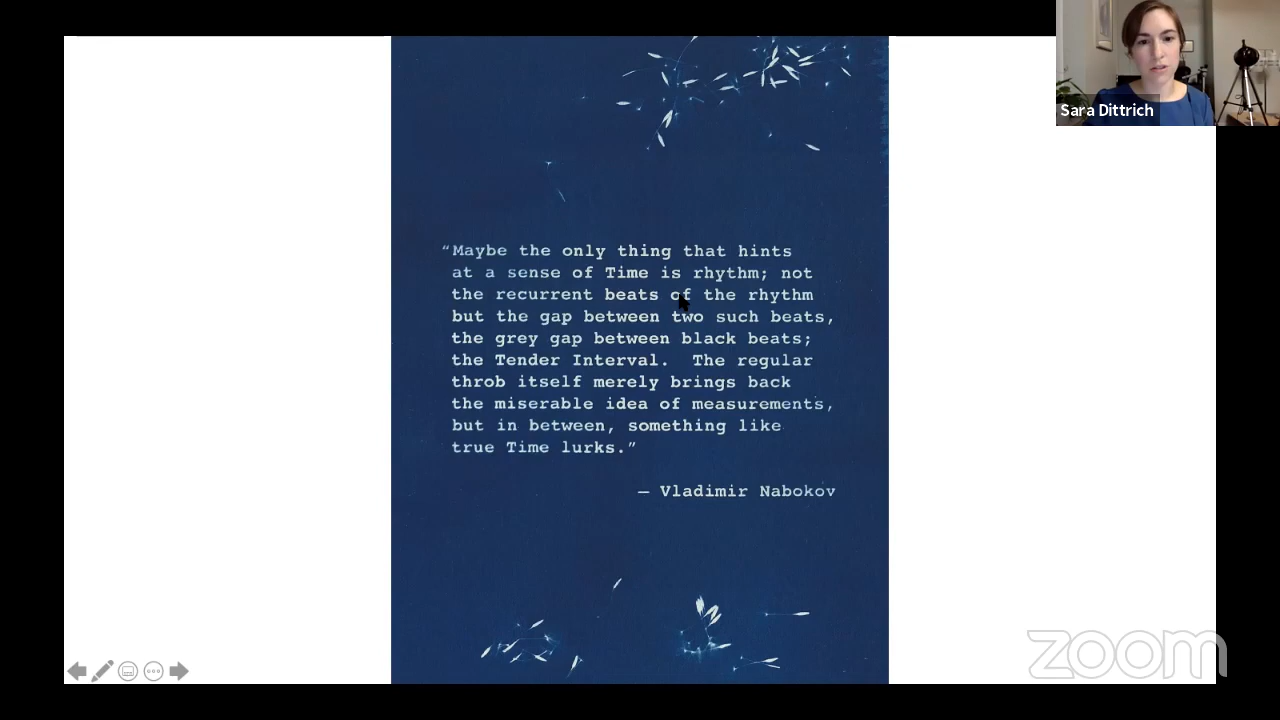 Sara Dittrich
“Maybe the only thing that hints
at a sense of Time is rhythm; not
the recurrent beats of the rhythm
but the gap between two such beats,
the grey gap between black beats;
the Tender Interval.  The regular
throb itself merely brings back
the miserable idea of measurements,
but in between, something like
true Time lurks.”
— Vladimir Nabokov
zoom